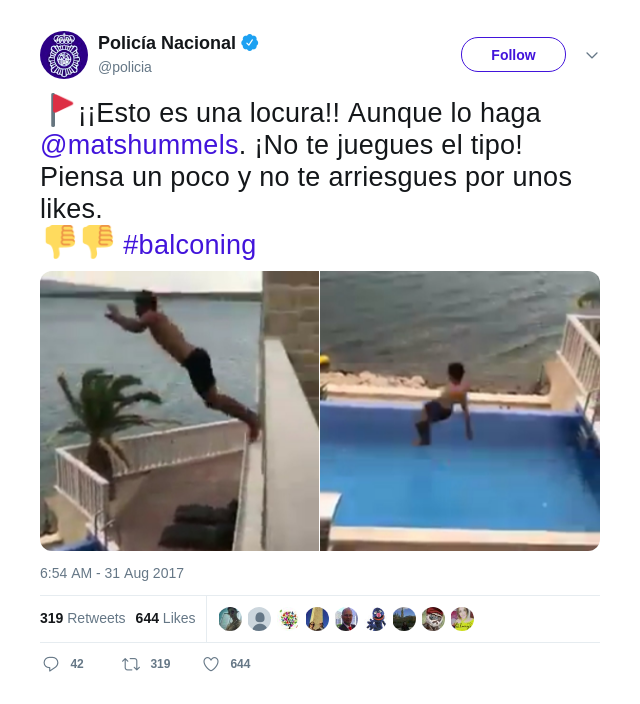 Policía Nacional
@policia
Follow
¡¡Esto es una locura!! Aunque lo haga
@matshummels. ¡No te juegues el tipo!
Piensa un poco y no te arriesgues por unos
likes.
#balconing
6:54 AM - 31 Aug 2017
319 Retweets 644 Likes
42 319 644